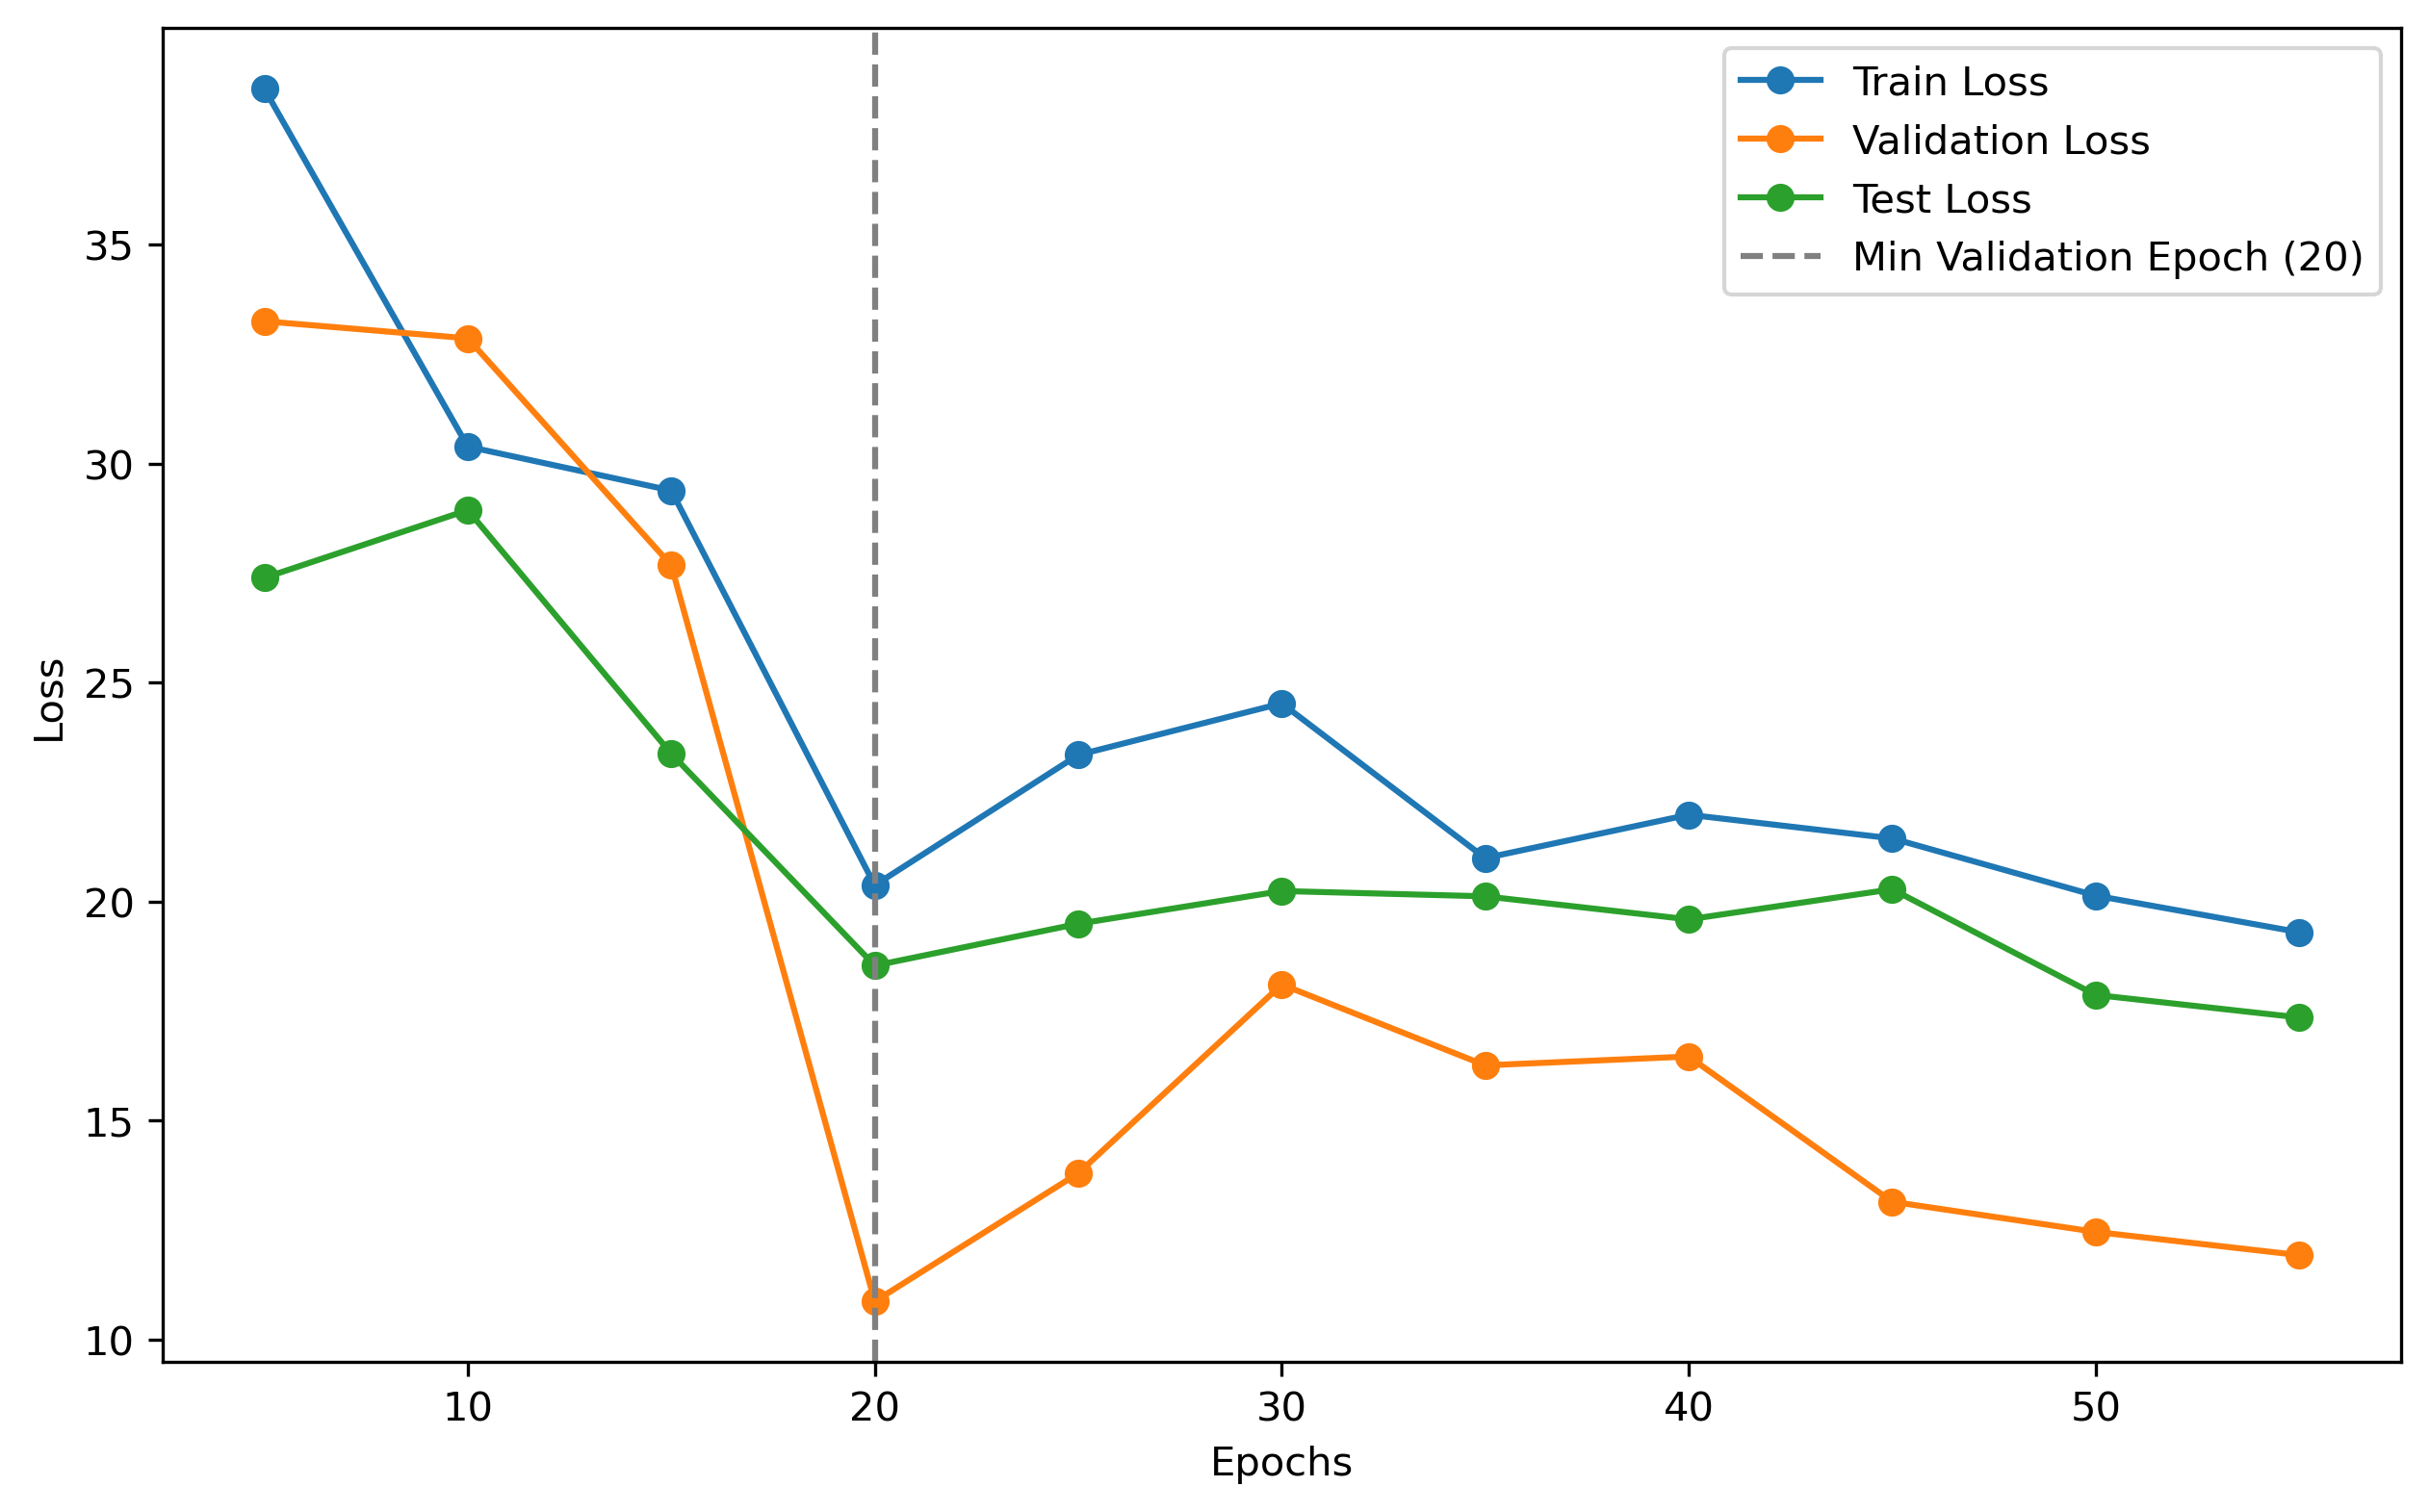 Train Loss
Validation Loss
Test Loss
Min Validation Epoch (20)
35
30
25
20
15
10
Loss
10 20 30 40 50
Epochs